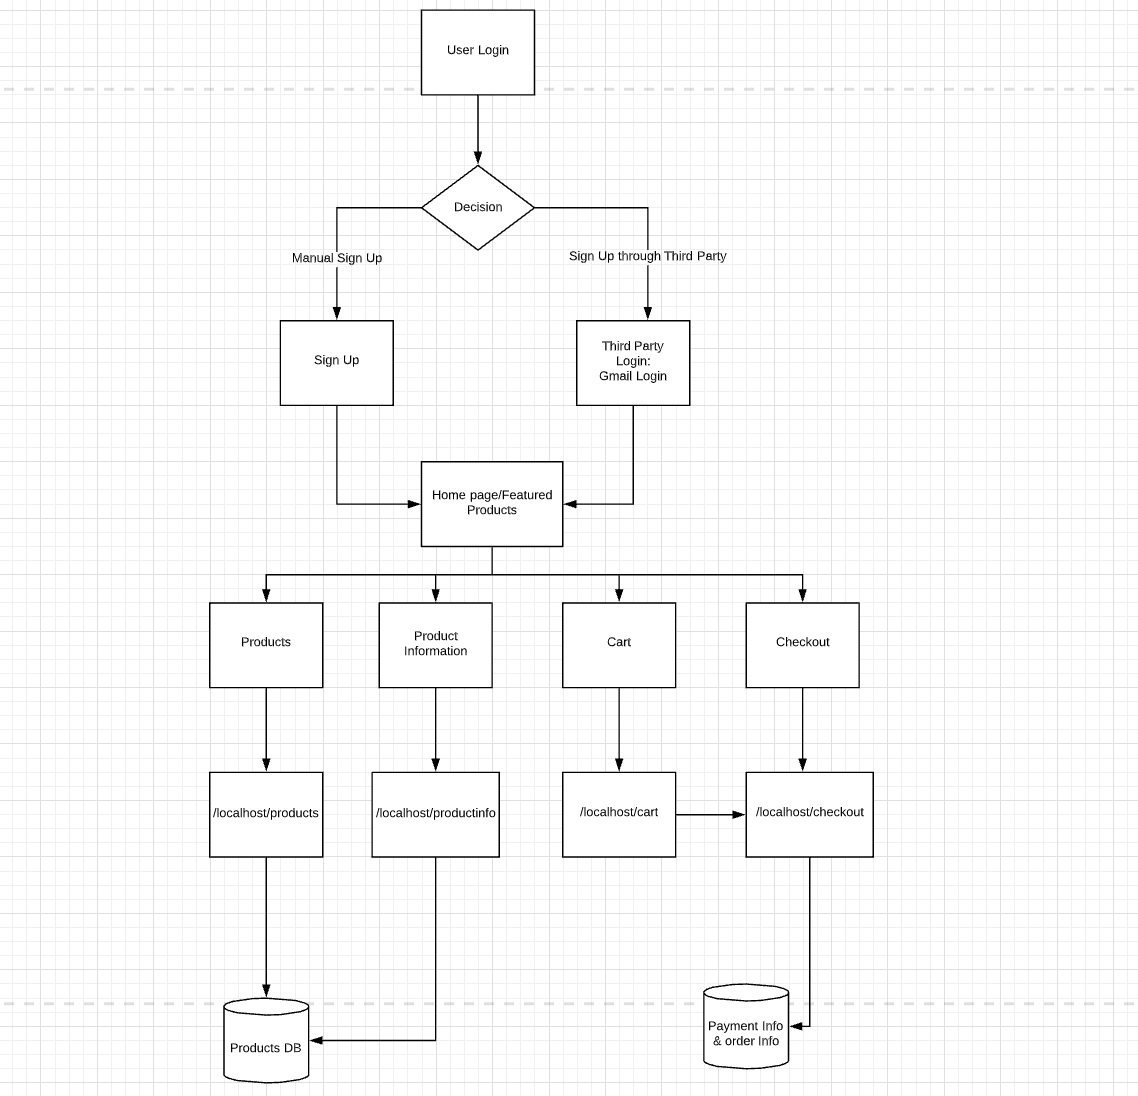 User Login
Decision
Manual Sign Up
Sign Up through Third Party
Sign Up
Third Party
Login:
Gmail Login
Home page/Featured
Products
Products
Product
Information
Cart
Checkout
/localhost/products
/localhost/productinfo
/localhost/cart
/localhost/checkout
Products DB
Payment Info
& order Info